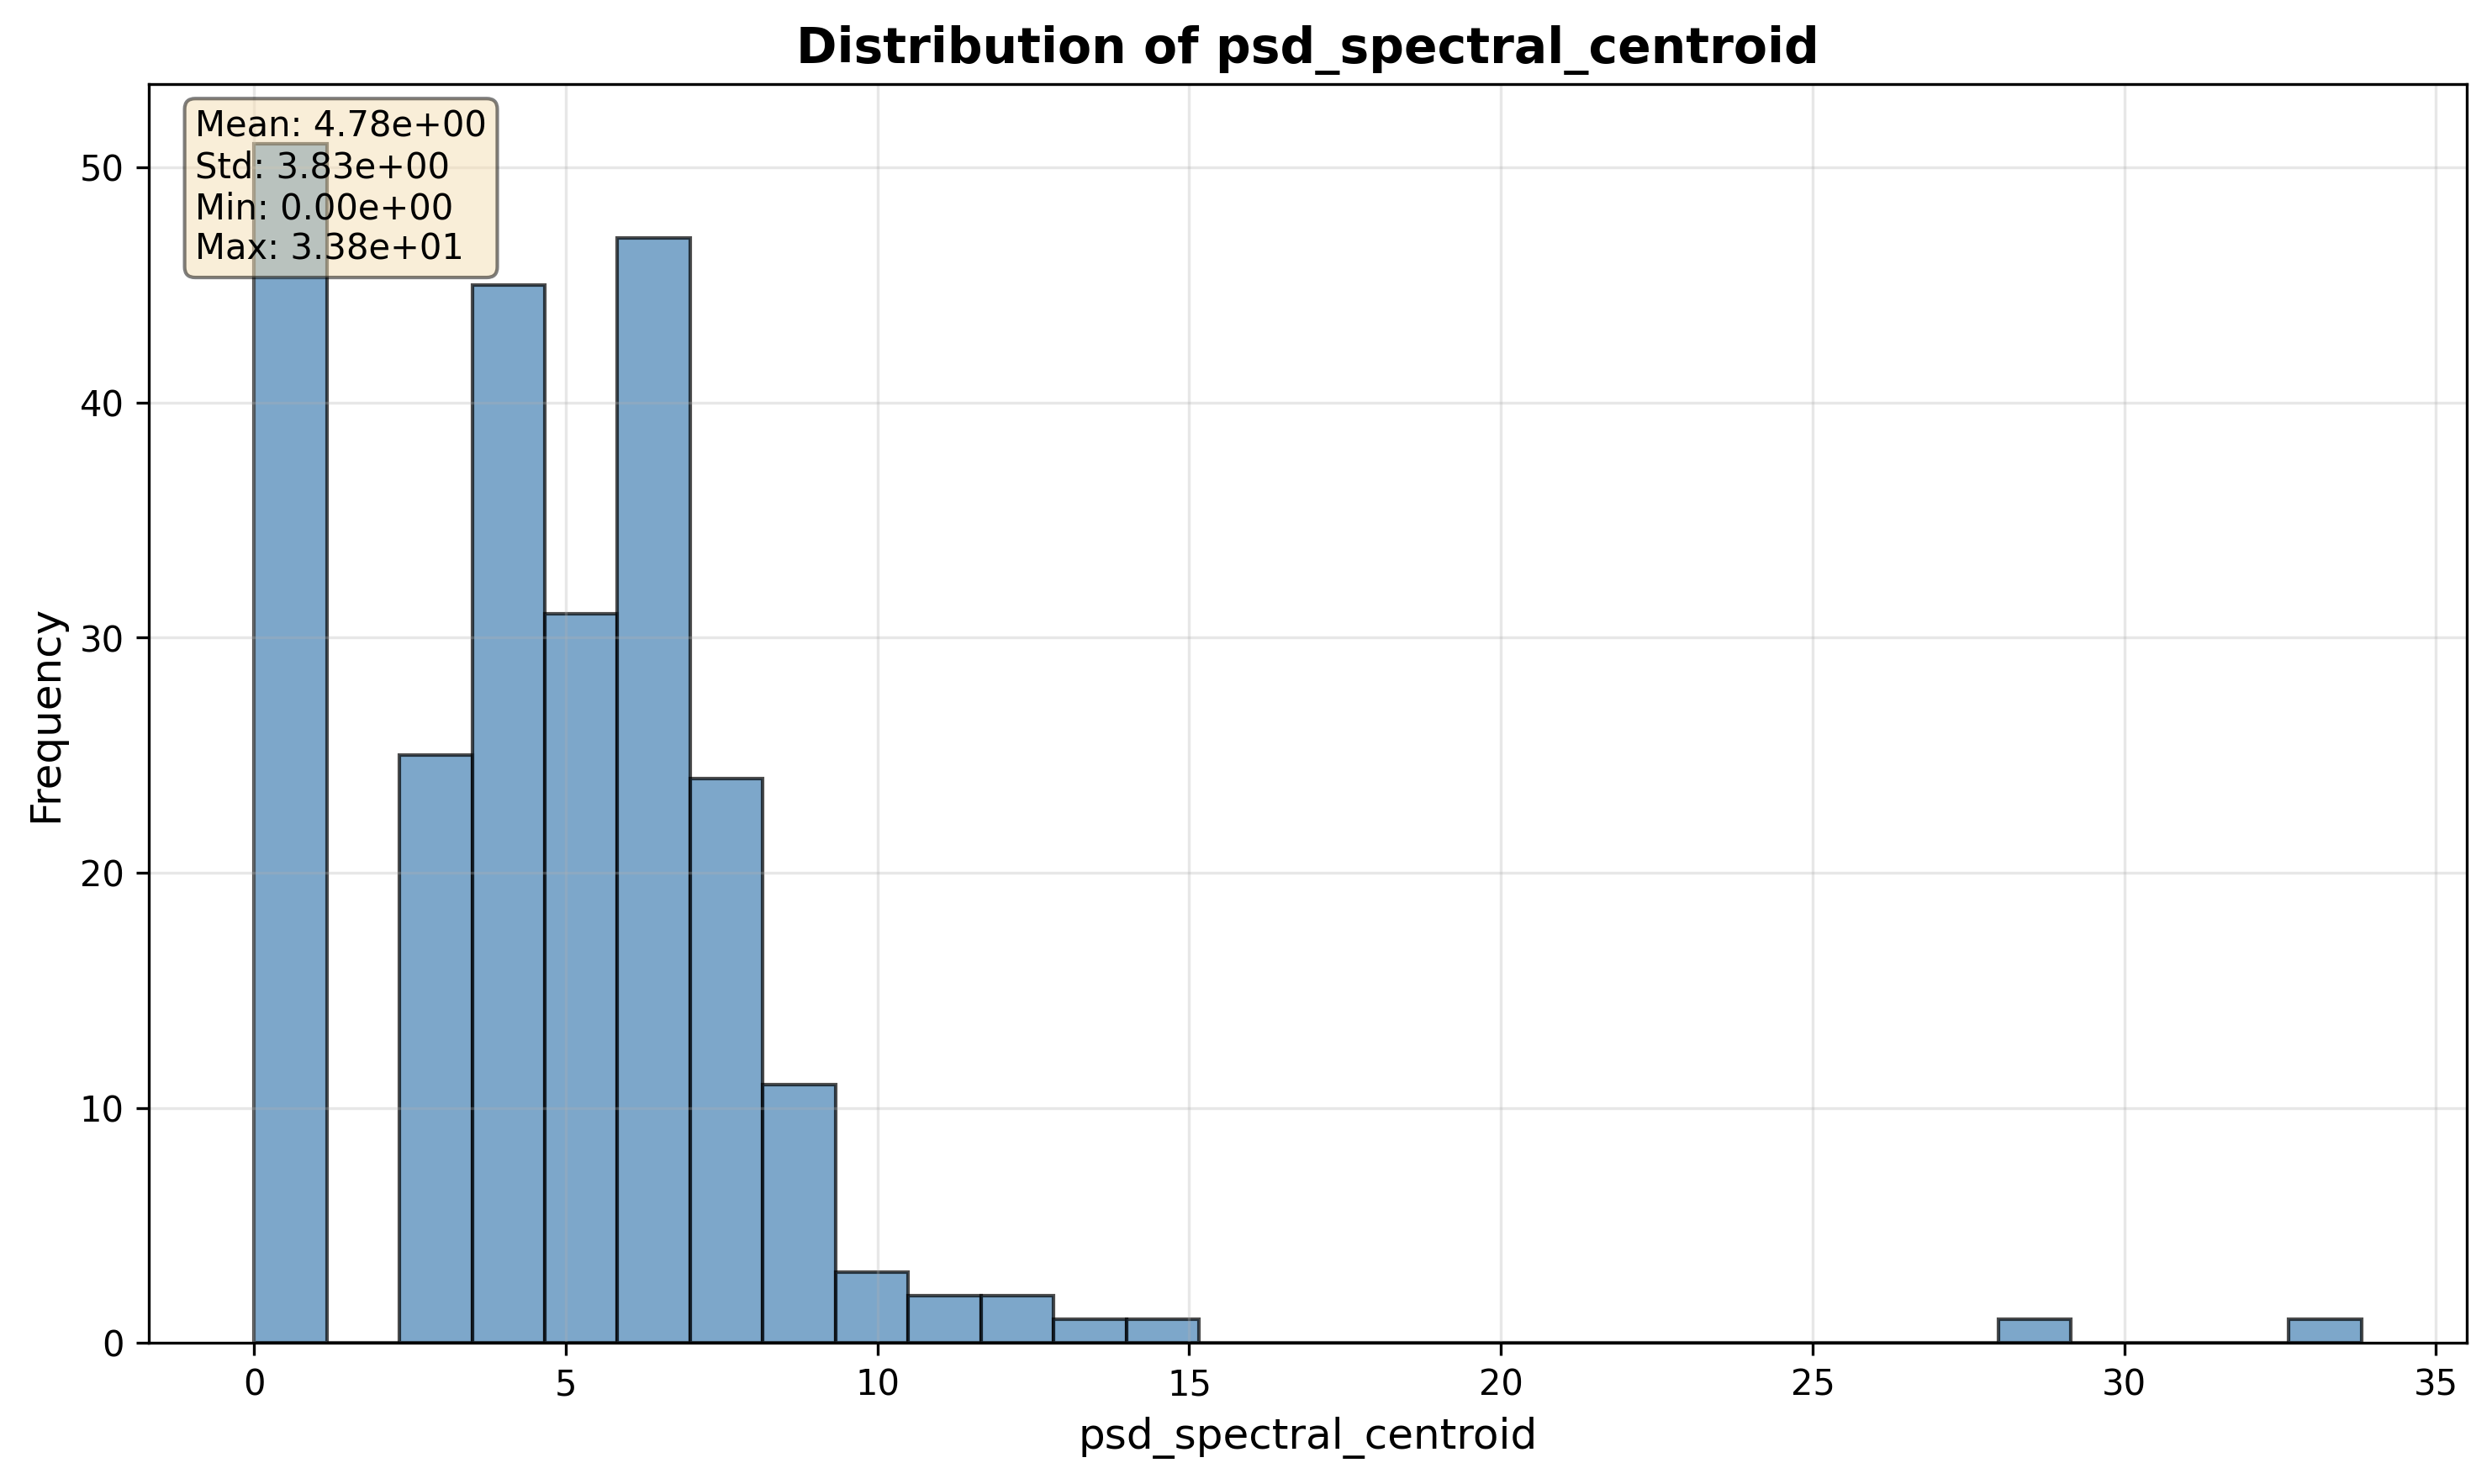 Distribution of psd_spectral_centroid
Mean: 4.78e+00
Std: 3.83e+00
Min: 0.00e+00
Max: 3.38e+01
50
40
30
20
10
0
Frequency
0 5 10 15 20 25 30 35
psd_spectral_centroid